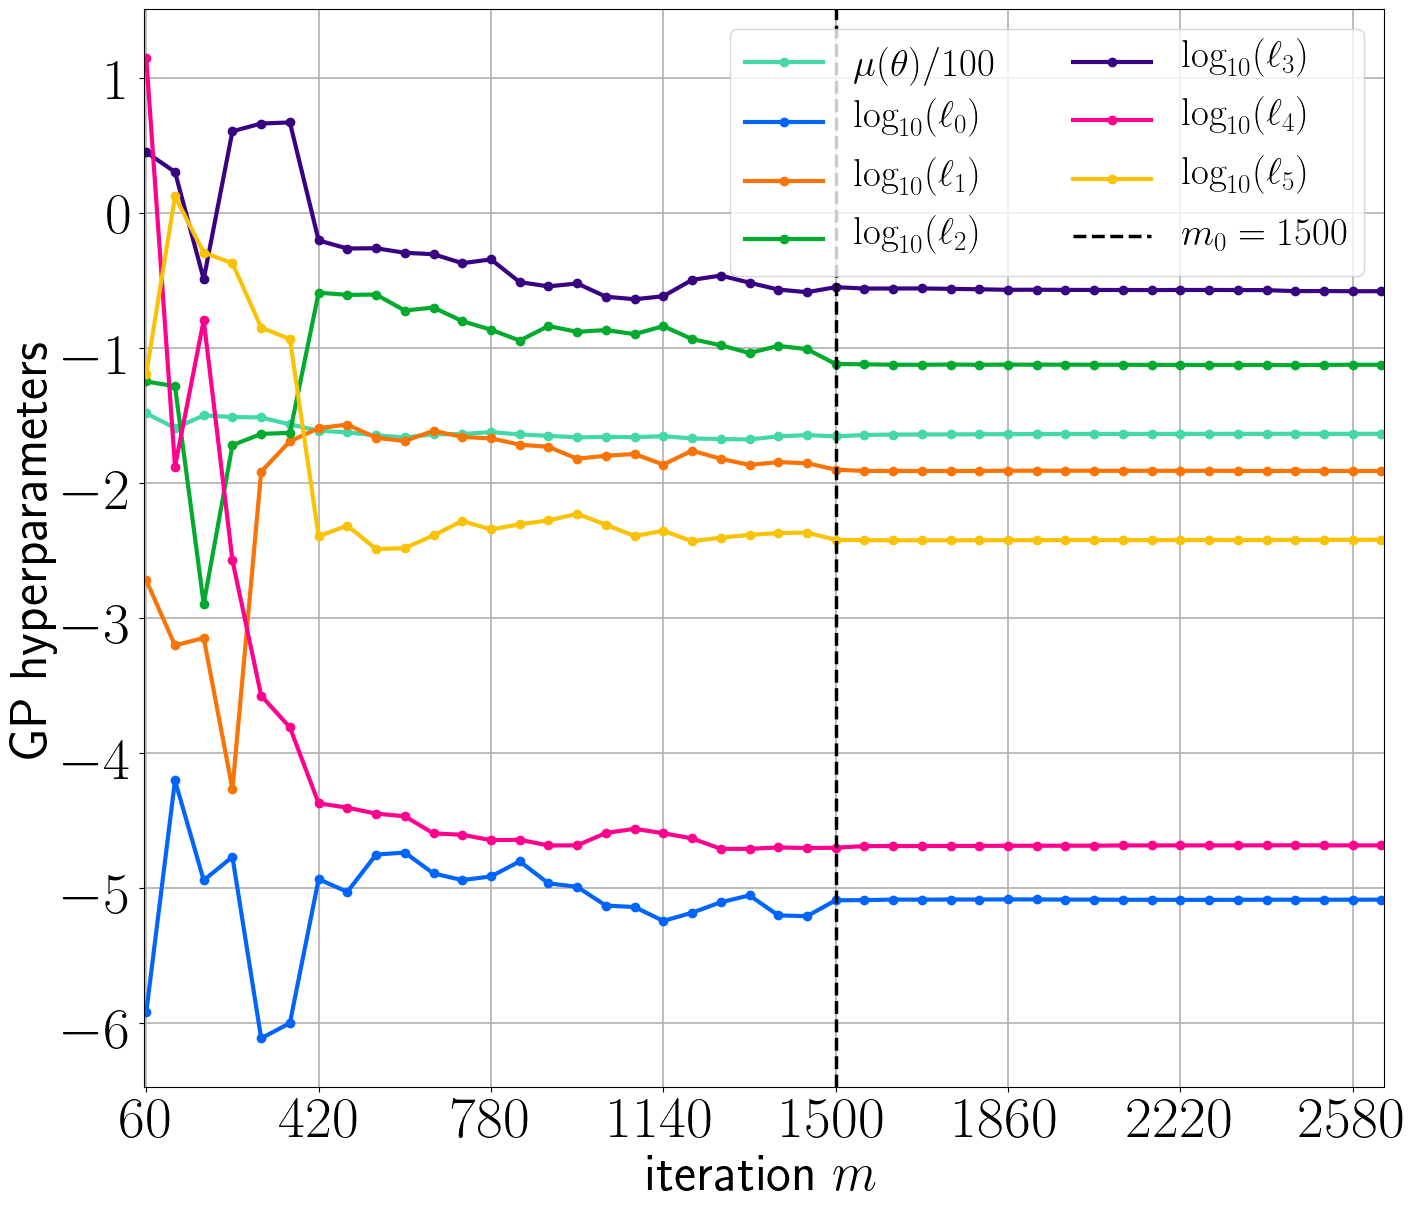 GP hyperparameters
1
0
−1
−2
−3
−4
−5
−6
μ(θ)/100
log₁₀(ℓ₀)
log₁₀(ℓ₁)
log₁₀(ℓ₂)
log₁₀(ℓ₃)
log₁₀(ℓ₄)
log₁₀(ℓ₅)
m₀ = 1500
60 420 780 1140 1500 1860 2220 2580
iteration m